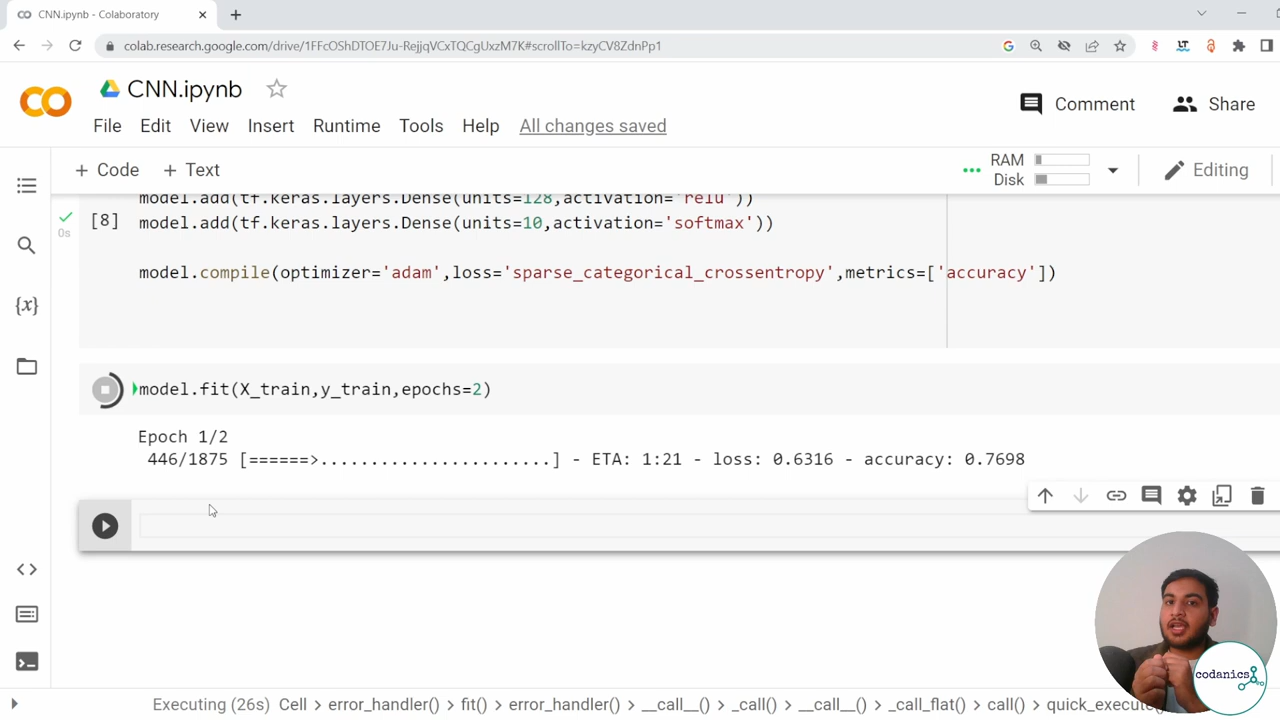 CNN.ipynb - Colaboratory
colab.research.google.com/drive/1FFcOShDTOE7Ju-RejjqVCxTQCgUxzM7K#scrollTo=kzyCV8ZdnPp1
CNN.ipynb
Comment
Share
File Edit View Insert Runtime Tools Help All changes saved
+ Code + Text
RAM
Disk
Editing
model.add(tf.keras.layers.Dense(units=128,activation='relu'))
[8] model.add(tf.keras.layers.Dense(units=10,activation='softmax'))
0s
model.compile(optimizer='adam',loss='sparse_categorical_crossentropy',metrics=['accuracy'])
model.fit(X_train,y_train,epochs=2)
Epoch 1/2
446/1875 [======>.......................] - ETA: 1:21 - loss: 0.6316 - accuracy: 0.7698
codanics
Executing (26s) Cell > error_handler() > fit() > error_handler() > __call__() > _call() > __call__() > _call_flat() > call() > quick_execute()